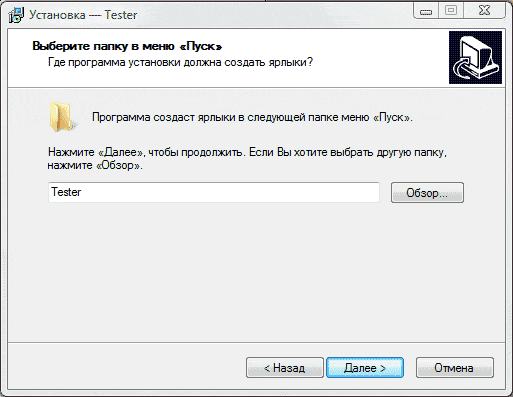 Установка ---- Tester
Выберите папку в меню «Пуск»
Где программа установки должна создать ярлыки?
Программа создаст ярлыки в следующей папке меню «Пуск».
Нажмите «Далее», чтобы продолжить. Если Вы хотите выбрать другую папку,
нажмите «Обзор».
Tester
Обзор...
< Назад
Далее >
Отмена